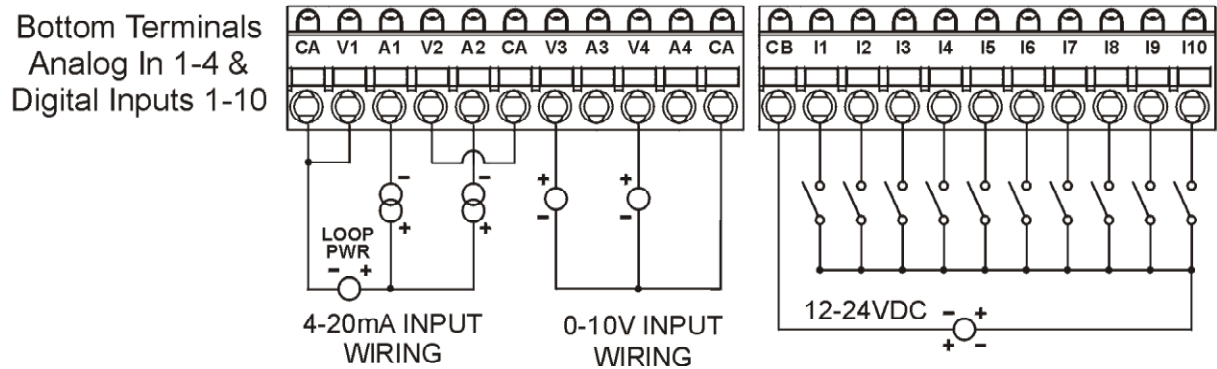 Bottom Terminals
Analog In 1-4 &
Digital Inputs 1-10
CA V1 A1 V2 A2 CA V3 A3 V4 A4 CA
CB I1 I2 I3 I4 I5 I6 I7 I8 I9 I10
- - + +
+ + - -
LOOP
PWR
- +
4-20mA INPUT
WIRING
0-10V INPUT
WIRING
12-24VDC - +
+ -